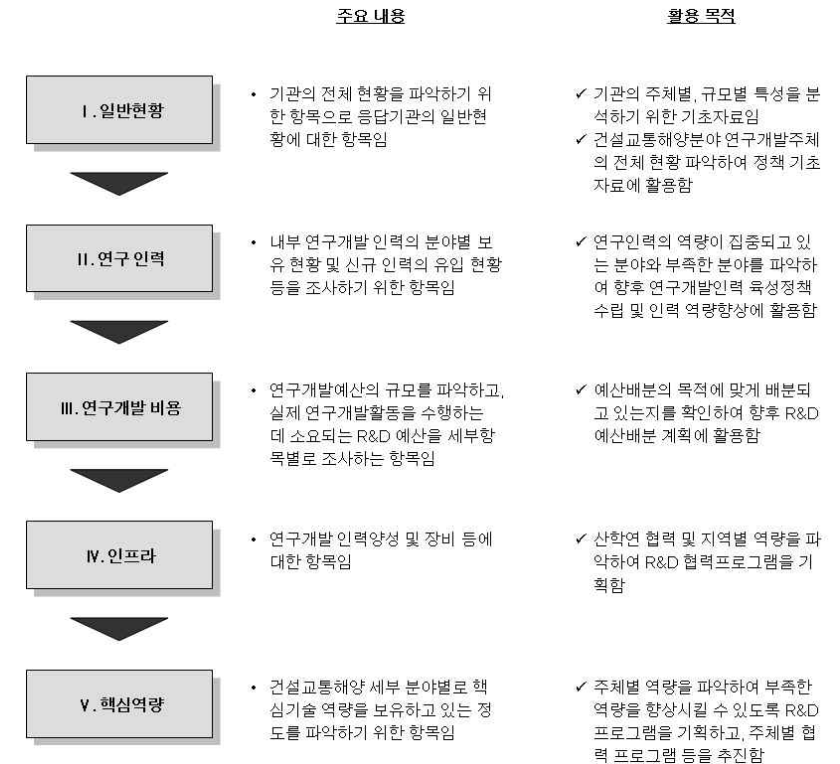 주요 내용
활용 목적
Ⅰ.일반현황
• 기관의 전체 현황을 파악하기 위
한 항목으로 응답기관의 일반현
황에 대한 항목임
✓ 기관의 주체별, 규모별 특성을 분
석하기 위한 기초자료임
✓ 건설교통해양분야 연구개발주체
의 전체 현황 파악하여 정책 기초
자료에 활용함
Ⅱ.연구 인력
• 내부 연구개발 인력의 분야별 보
유 현황 및 신규 인력의 유입 현황
등을 조사하기 위한 항목임
✓ 연구인력의 역량이 집중되고 있
는 분야와 부족한 분야를 파악하
여 향후 연구개발인력 육성정책
수립 및 인력 역량향상에 활용함
Ⅲ.연구개발 비용
• 연구개발예산의 규모를 파악하고,
실제 연구개발활동을 수행하는
데 소요되는 R&D 예산을 세부항
목별로 조사하는 항목임
✓ 예산배분의 목적에 맞게 배분되
고 있는지를 확인하여 향후 R&D
예산배분 계획에 활용함
Ⅳ.인프라
• 연구개발 인력양성 및 장비 등에
대한 항목임
✓ 산학연 협력 및 지역별 역량을 파
악하여 R&D 협력프로그램을 기
획함
Ⅴ.핵심역량
• 건설교통해양 세부 분야별로 핵
심기술 역량을 보유하고 있는 정
도를 파악하기 위한 항목임
✓ 주체별 역량을 파악하여 부족한
역량을 향상시킬 수 있도록 R&D
프로그램을 기획하고, 주체별 협
력 프로그램 등을 추진함